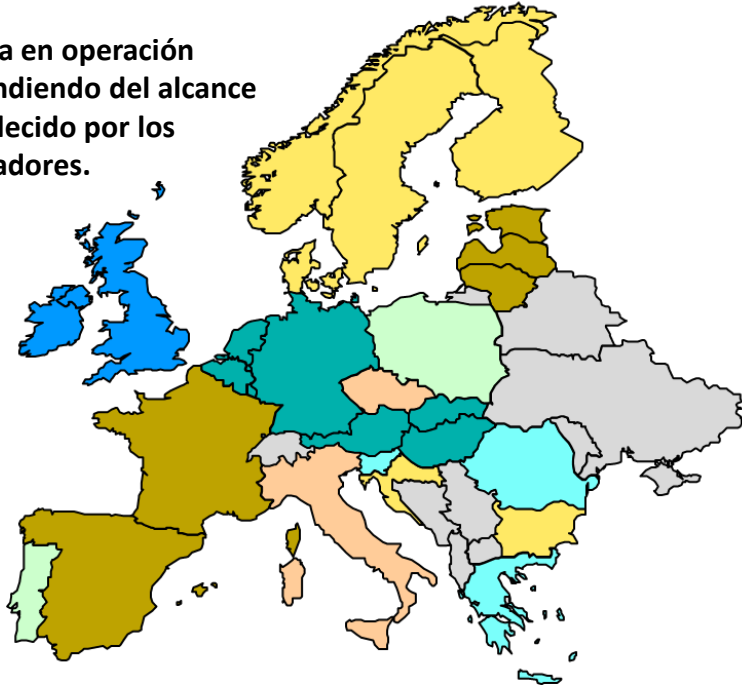 a en operación
ndiendo del alcance
lecido por los
adores.